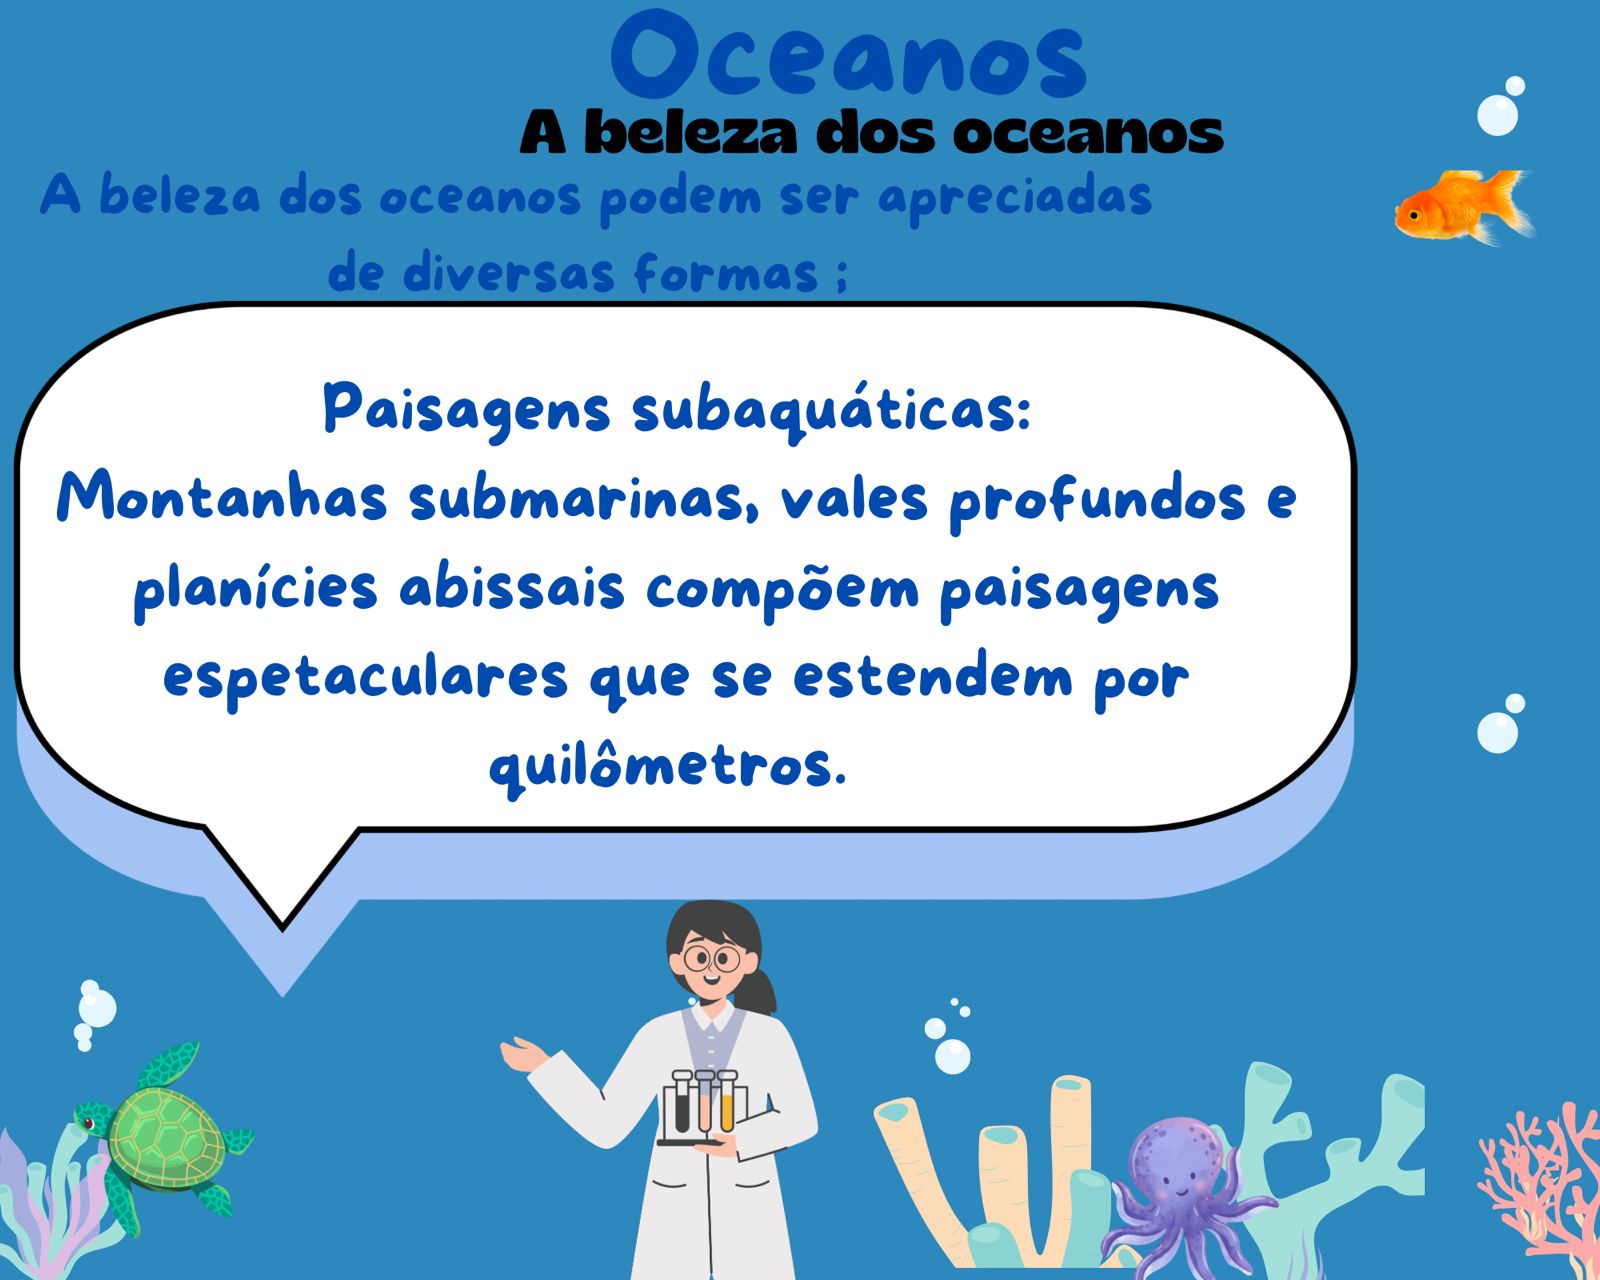 Oceanos
A beleza dos oceanos
A beleza dos oceanos podem ser apreciadas
de diversas formas ;
Paisagens subaquáticas:
Montanhas submarinas, vales profundos e
planícies abissais compõem paisagens
espetaculares que se estendem por
quilômetros.